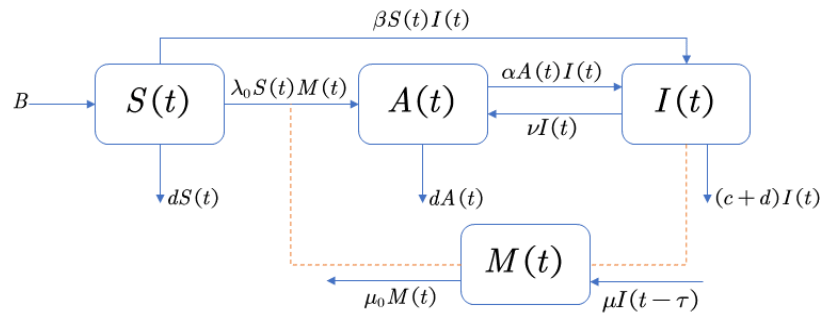 βS(t)I(t)
B
S(t)
λ₀S(t)M(t)
A(t)
αA(t)I(t)
νI(t)
I(t)
dS(t)
dA(t)
(c+d)I(t)
M(t)
μ₀M(t)
μI(t−τ)